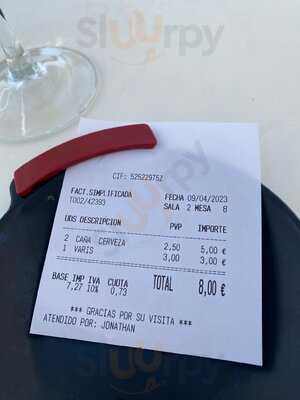 CIF: 52522975Z
FACT.SIMPLIFICADA FECHA 09/04/2023
T002/42393 SALA 2 MESA 8
UDS DESCRIPCION PVP IMPORTE
2 CAÑA CERVEZA 2,50 5,00 €
1 VARIS 3,00 3,00 €
BASE IMP IVA CUOTA TOTAL 8,00 €
7,27 10% 0,73
*** GRACIAS POR SU VISITA ***
ATENDIDO POR: JONATHAN
sluurpy